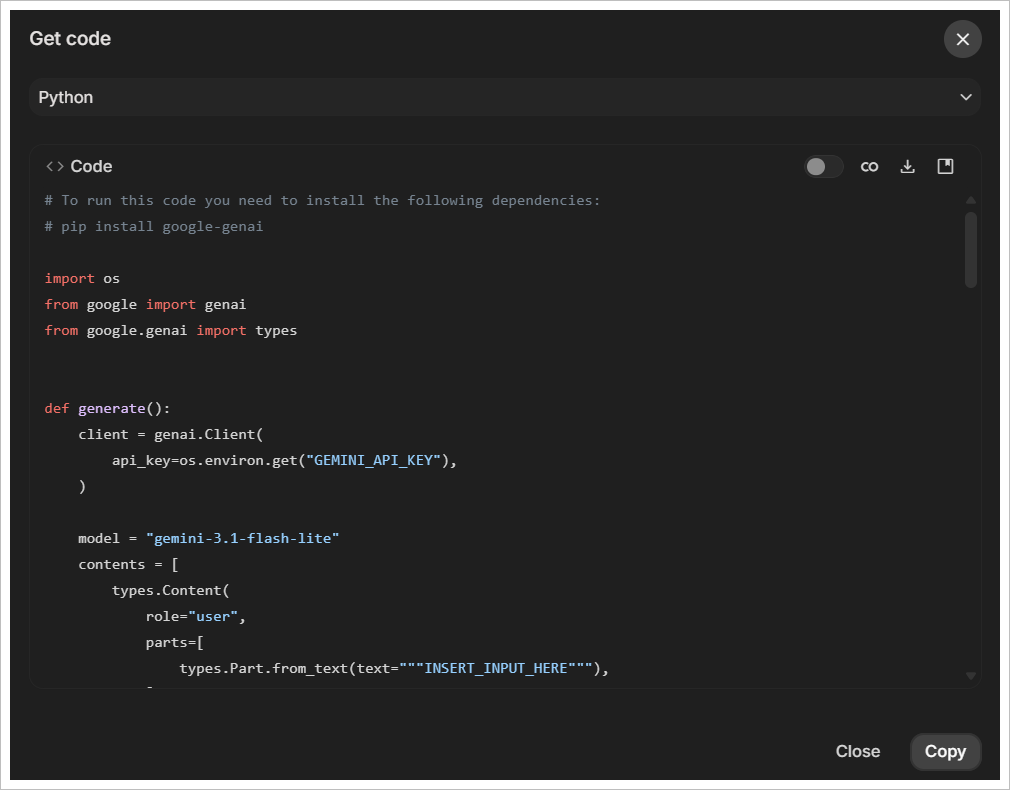 Get code
Python
<> Code
# To run this code you need to install the following dependencies:
# pip install google-genai
import os
from google import genai
from google.genai import types
def generate():
    client = genai.Client(
        api_key=os.environ.get("GEMINI_API_KEY"),
    )
    model = "gemini-3.1-flash-lite"
    contents = [
        types.Content(
            role="user",
            parts=[
                types.Part.from_text(text="""INSERT_INPUT_HERE"""),
Close
Copy